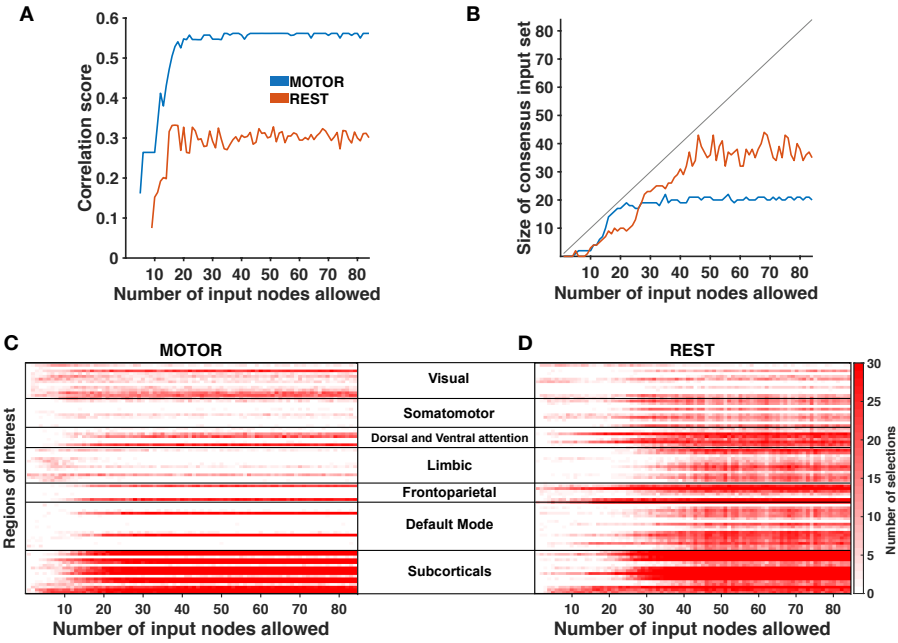 A
Correlation score
0.6
0.5
0.4
0.3
0.2
0.1
0
10 20 30 40 50 60 70 80
Number of input nodes allowed
MOTOR
REST
B
Size of consensus input set
80
70
60
50
40
30
20
10
10 20 30 40 50 60 70 80
Number of input nodes allowed
C
MOTOR
Regions of Interest
10 20 30 40 50 60 70 80
Number of input nodes allowed
Visual
Somatomotor
Dorsal and Ventral attention
Limbic
Frontoparietal
Default Mode
Subcorticals
D
REST
10 20 30 40 50 60 70 80
Number of input nodes allowed
30
25
20
15
10
5
0
Number of selections